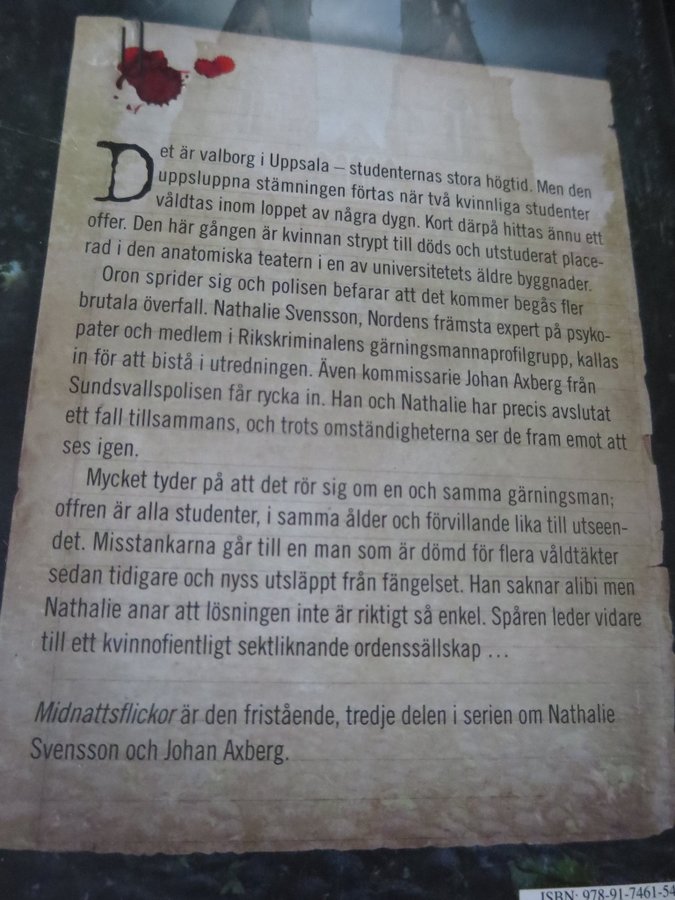 Det är valborg i Uppsala – studenternas stora högtid. Men den
uppsluppna stämningen förtas när två kvinnliga studenter
våldtas inom loppet av några dygn. Kort därpå hittas ännu ett
offer. Den här gången är kvinnan strypt till döds och utstuderat place-
rad i den anatomiska teatern i en av universitetets äldre byggnader.
Oron sprider sig och polisen befarar att det kommer begås fler
brutala överfall. Nathalie Svensson, Nordens främsta expert på psyko-
pater och medlem i Rikskriminalens gärningsmannaprofilgrupp, kallas
in för att bistå i utredningen. Även kommissarie Johan Axberg från
Sundsvallspolisen får rycka in. Han och Nathalie har precis avslutat
ett fall tillsammans, och trots omständigheterna ser de fram emot att
ses igen.
Mycket tyder på att det rör sig om en och samma gärningsman;
offren är alla studenter, i samma ålder och förvillande lika till utseen-
det. Misstankarna går till en man som är dömd för flera våldtäkter
sedan tidigare och nyss utsläppt från fängelset. Han saknar alibi men
Nathalie anar att lösningen inte är riktigt så enkel. Spåren leder vidare
till ett kvinnofientligt sektliknande ordenssällskap ...
Midnattsflickor är den fristående, tredje delen i serien om Nathalie
Svensson och Johan Axberg.
ISBN: 978-91-7461-54